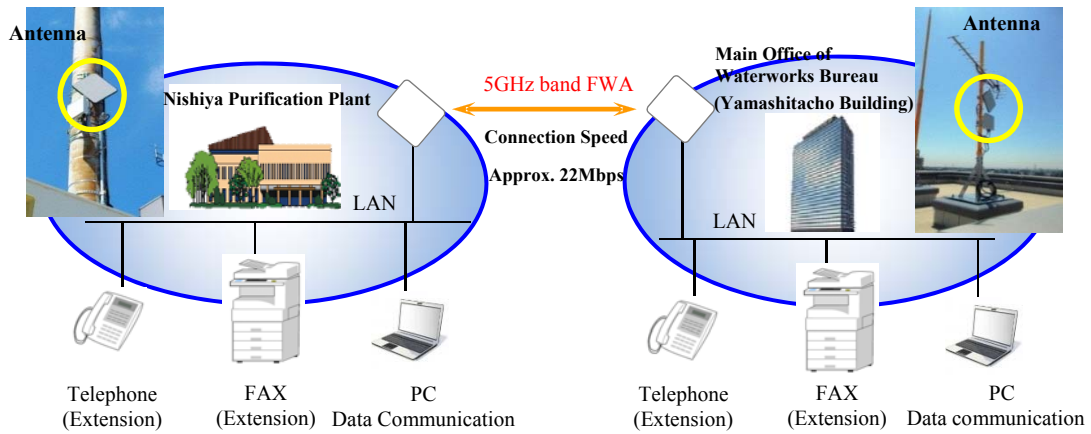 Antenna
Nishiya Purification Plant
LAN
Telephone
(Extension)
FAX
(Extension)
PC
Data Communication
5GHz band FWA
Connection Speed
Approx. 22Mbps
Main Office of
Waterworks Bureau
(Yamashitacho Building)
Antenna
LAN
Telephone
(Extension)
FAX
(Extension)
PC
Data communication